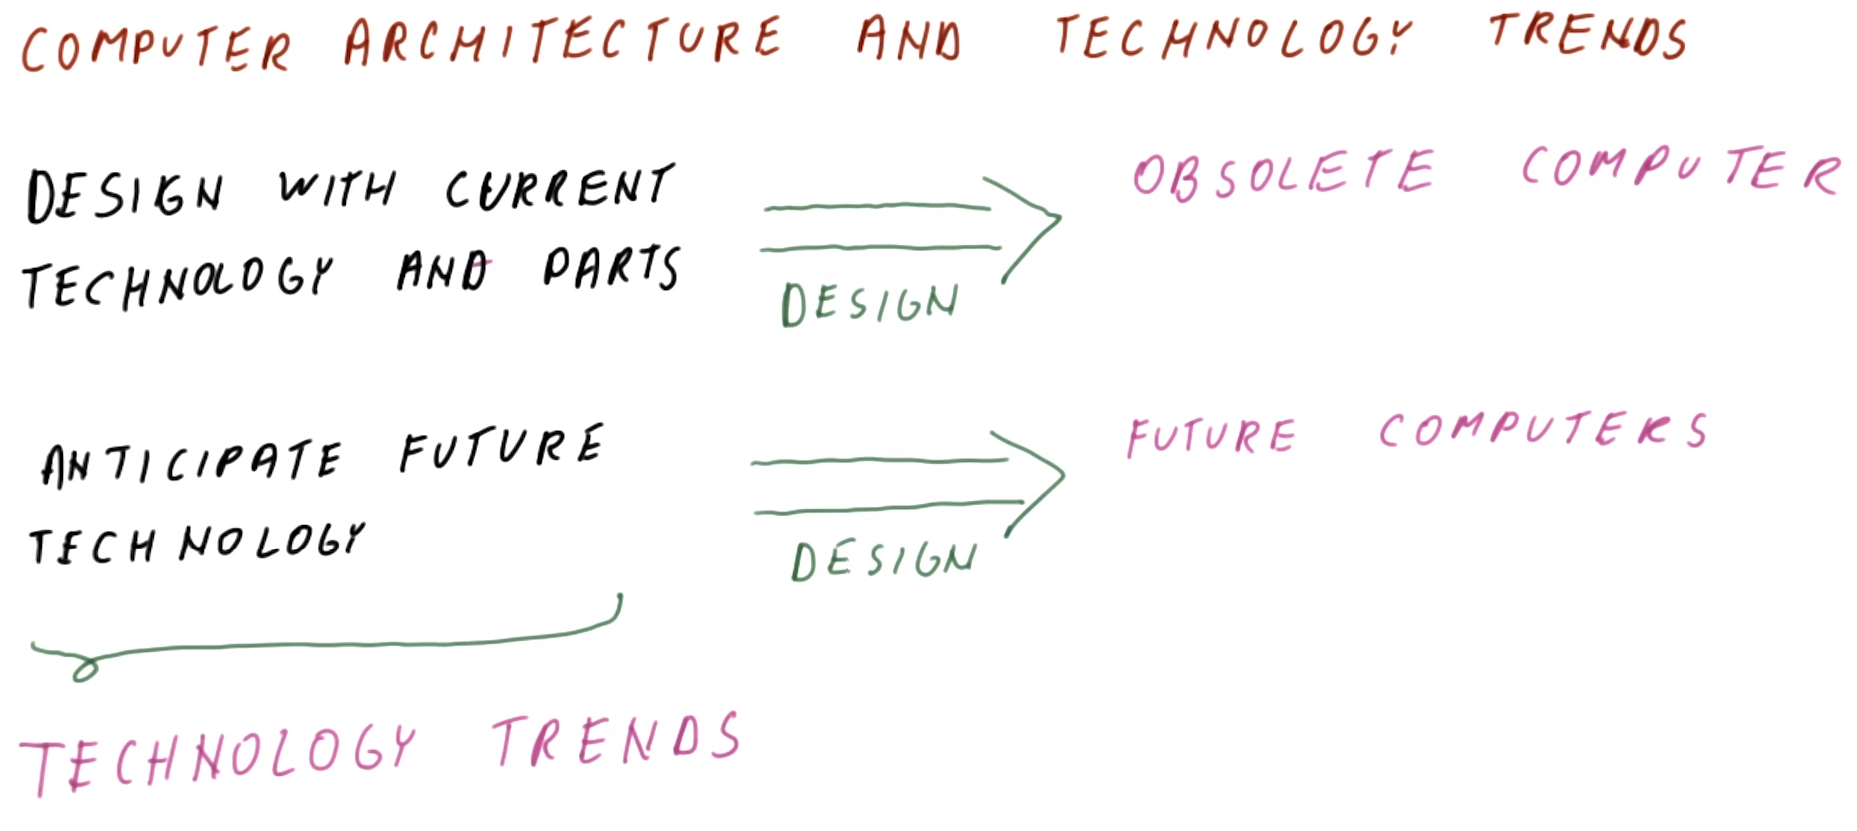 COMPUTER ARCHITECTURE AND TECHNOLOGY TRENDS
DESIGN WITH CURRENT
TECHNOLOGY AND PARTS
DESIGN
OBSOLETE COMPUTER
ANTICIPATE FUTURE
TECHNOLOGY
DESIGN
FUTURE COMPUTERS
TECHNOLOGY TRENDS